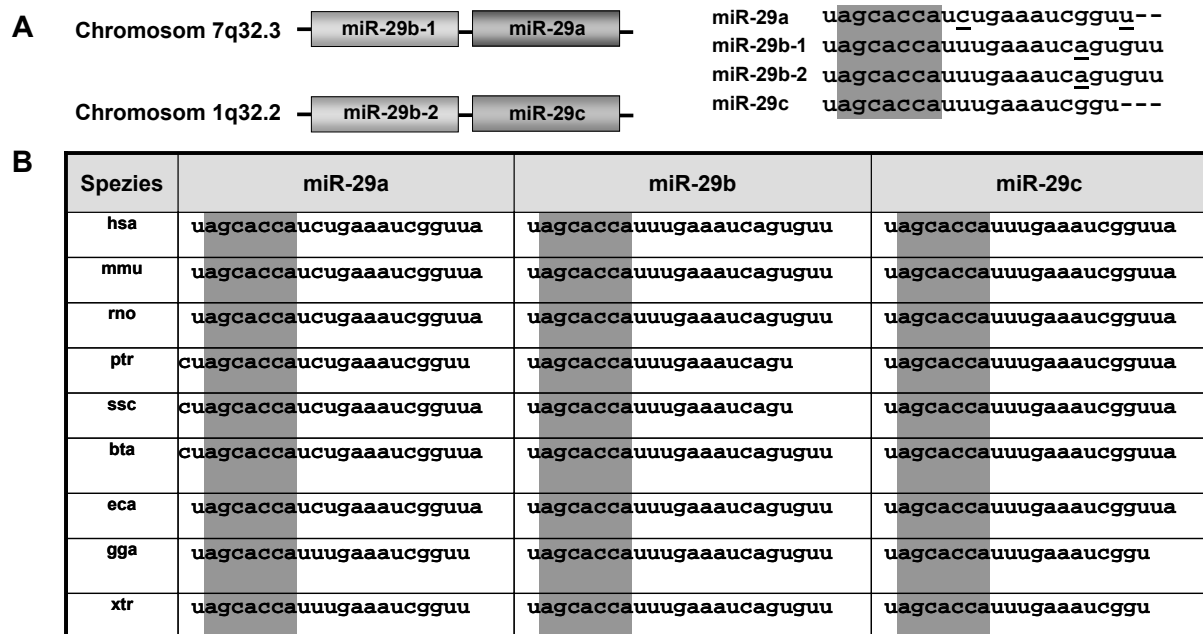 A
Chromosom 7q32.3 miR-29b-1 miR-29a
Chromosom 1q32.2 miR-29b-2 miR-29c
miR-29a uagcaccaucugaaaucgguu--
miR-29b-1 uagcaccauuugaaaucaguguu
miR-29b-2 uagcaccauuugaaaucaguguu
miR-29c uagcaccauuugaaaucggu---
B
Spezies miR-29a miR-29b miR-29c
hsa uagcaccaucugaaaucgguua uagcaccauuugaaaucaguguu uagcaccauuugaaaucgguua
mmu uagcaccaucugaaaucgguua uagcaccauuugaaaucaguguu uagcaccauuugaaaucgguua
rno uagcaccaucugaaaucgguua uagcaccauuugaaaucaguguu uagcaccauuugaaaucgguua
ptr cuagcaccaucugaaaucgguu uagcaccauuugaaaucagu uagcaccauuugaaaucgguua
ssc cuagcaccaucugaaaucgguua uagcaccauuugaaaucagu uagcaccauuugaaaucgguua
bta cuagcaccaucugaaaucgguua uagcaccauuugaaaucaguguu uagcaccauuugaaaucgguua
eca uagcaccaucugaaaucgguua uagcaccauuugaaaucaguguu uagcaccauuugaaaucgguua
gga uagcaccauuugaaaucgguu uagcaccauuugaaaucaguguu uagcaccauuugaaaucggu
xtr uagcaccauuugaaaucgguu uagcaccauuugaaaucaguguu uagcaccauuugaaaucggu